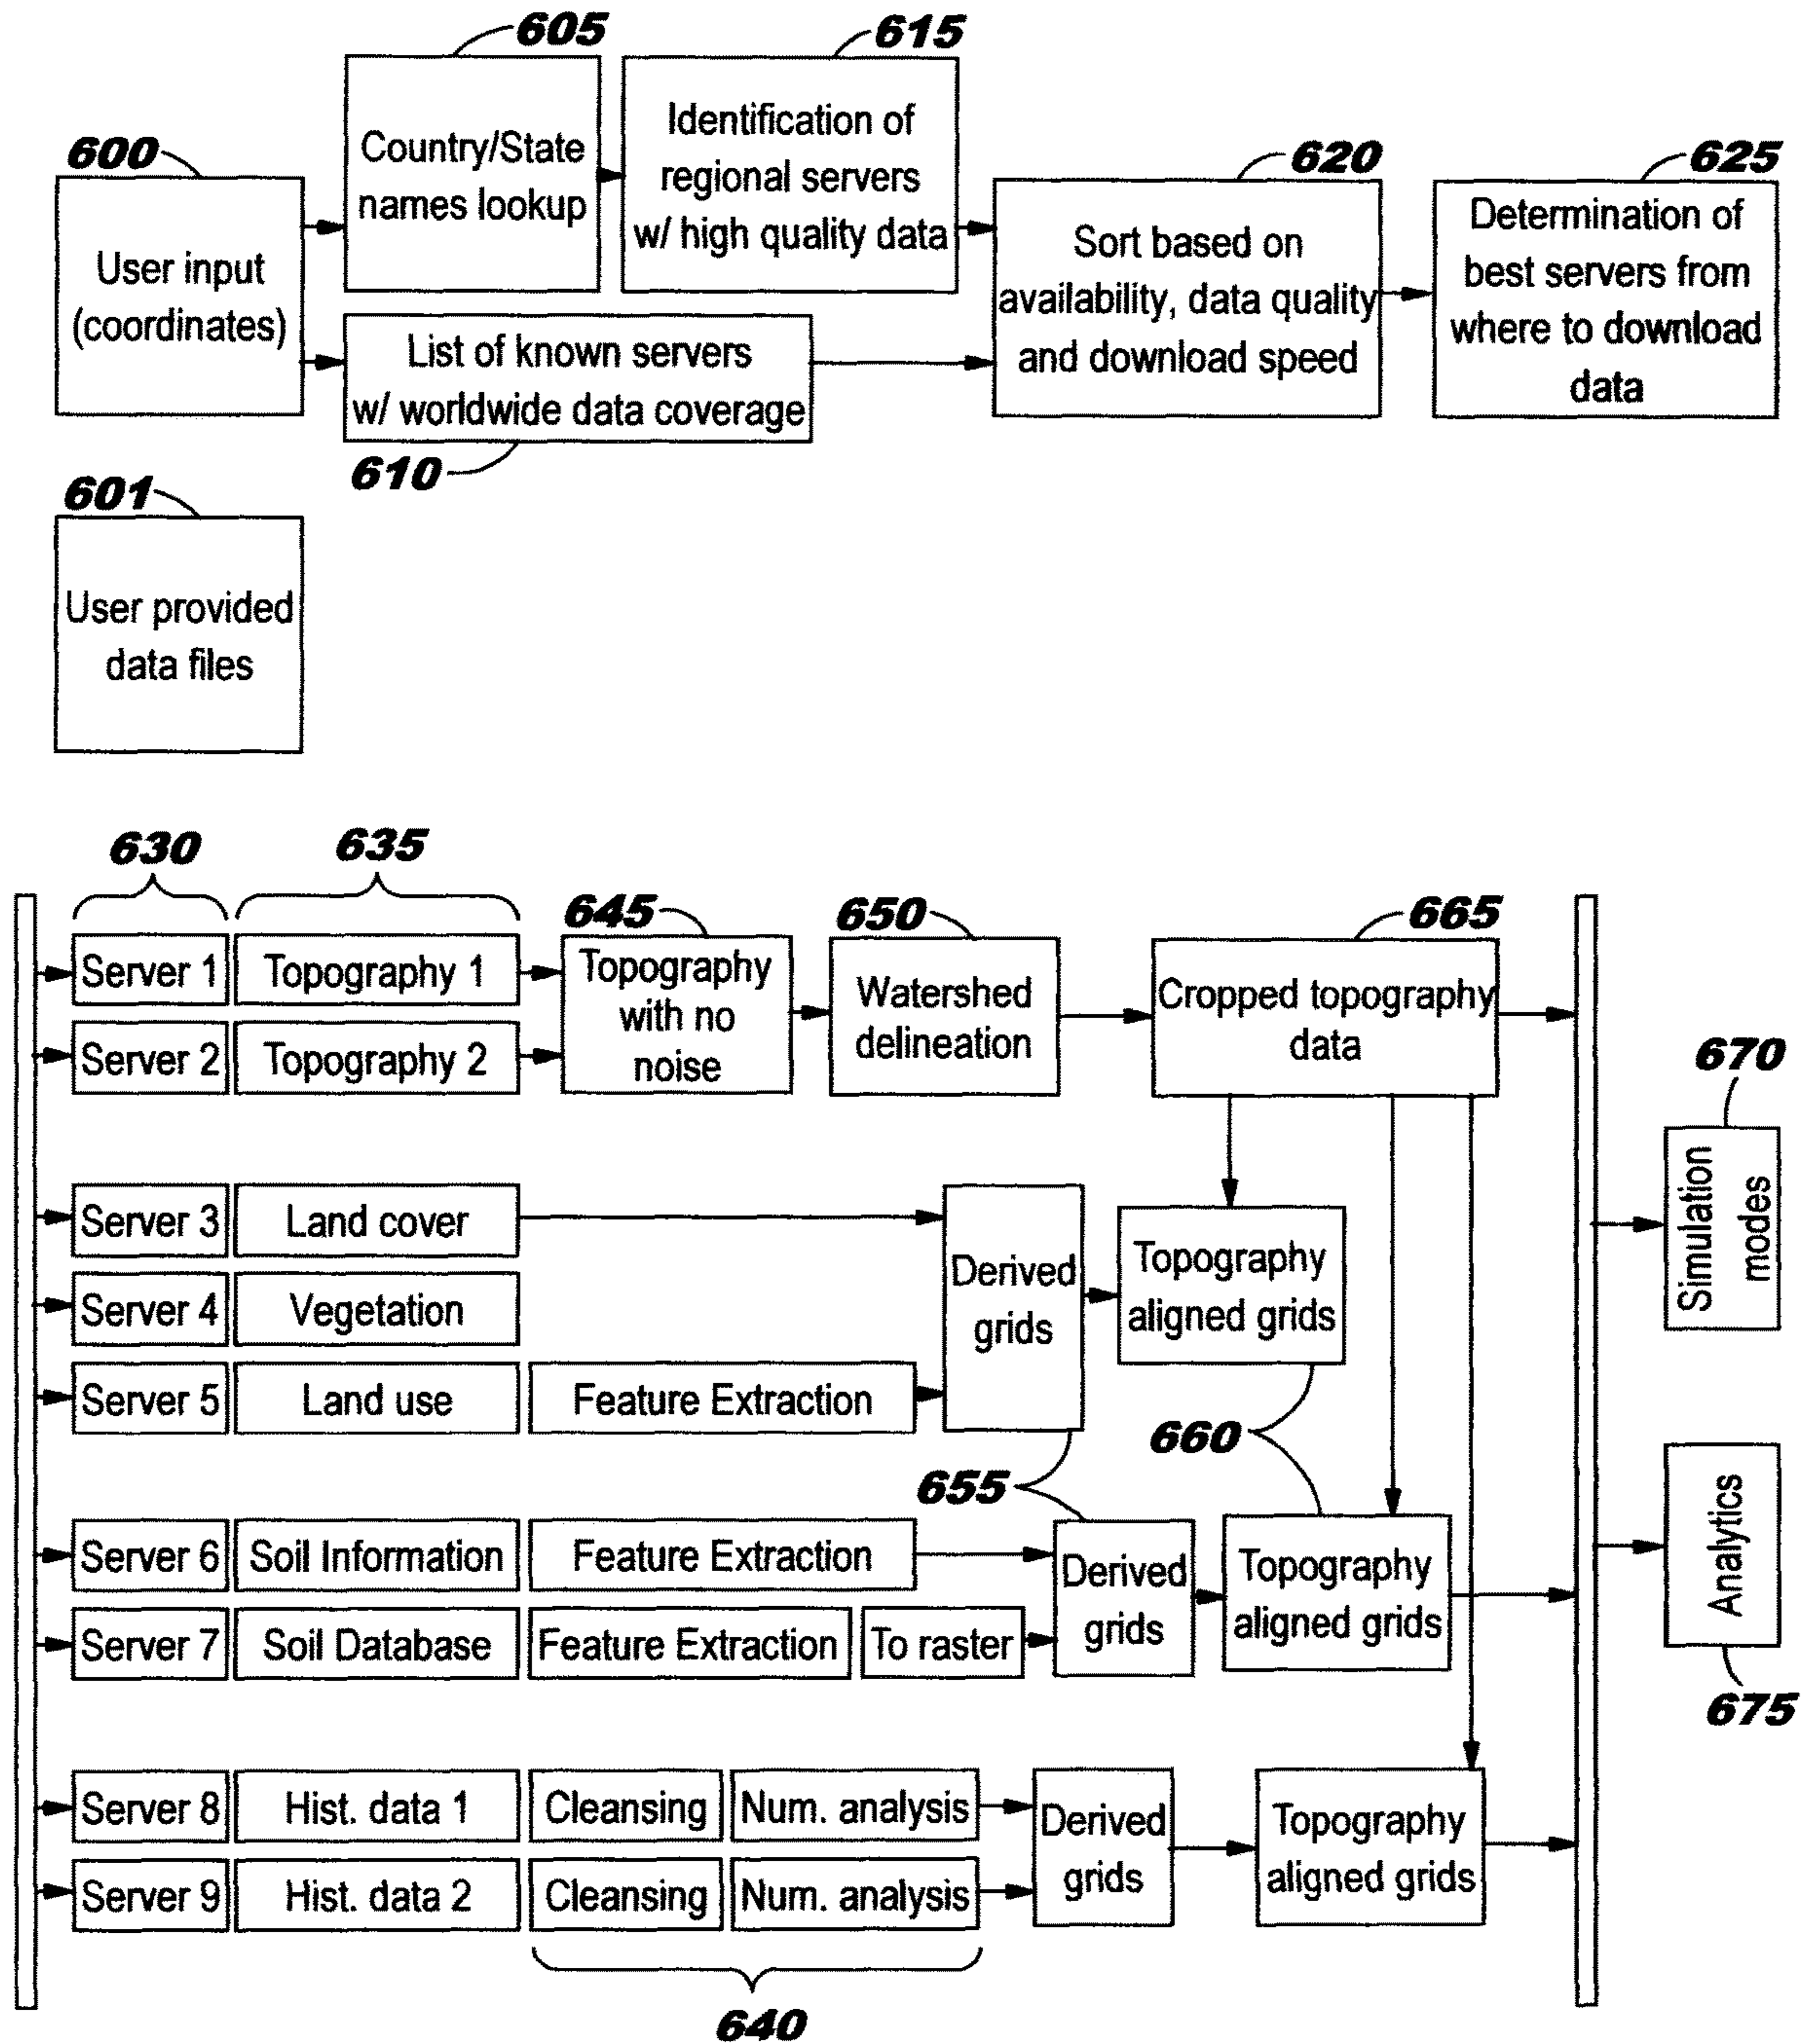 605
615
600
Country/State
names lookup
Identification of
regional servers
w/ high quality data
620
625
User input
(coordinates)
List of known servers
w/ worldwide data coverage
610
Sort based on
availability, data quality
and download speed
Determination of
best servers from
where to download
data
601
User provided
data files
630
635
645
650
665
Server 1
Topography 1
Server 2
Topography 2
Topography
with no
noise
Watershed
delineation
Cropped topography
data
670
Simulation
modes
Server 3
Land cover
Server 4
Vegetation
Server 5
Land use
Feature Extraction
Derived
grids
Topography
aligned grids
660
655
Server 6
Soil Information
Feature Extraction
Server 7
Soil Database
Feature Extraction
To raster
Derived
grids
Topography
aligned grids
Analytics
675
Server 8
Hist. data 1
Cleansing
Num. analysis
Server 9
Hist. data 2
Cleansing
Num. analysis
Derived
grids
Topography
aligned grids
640